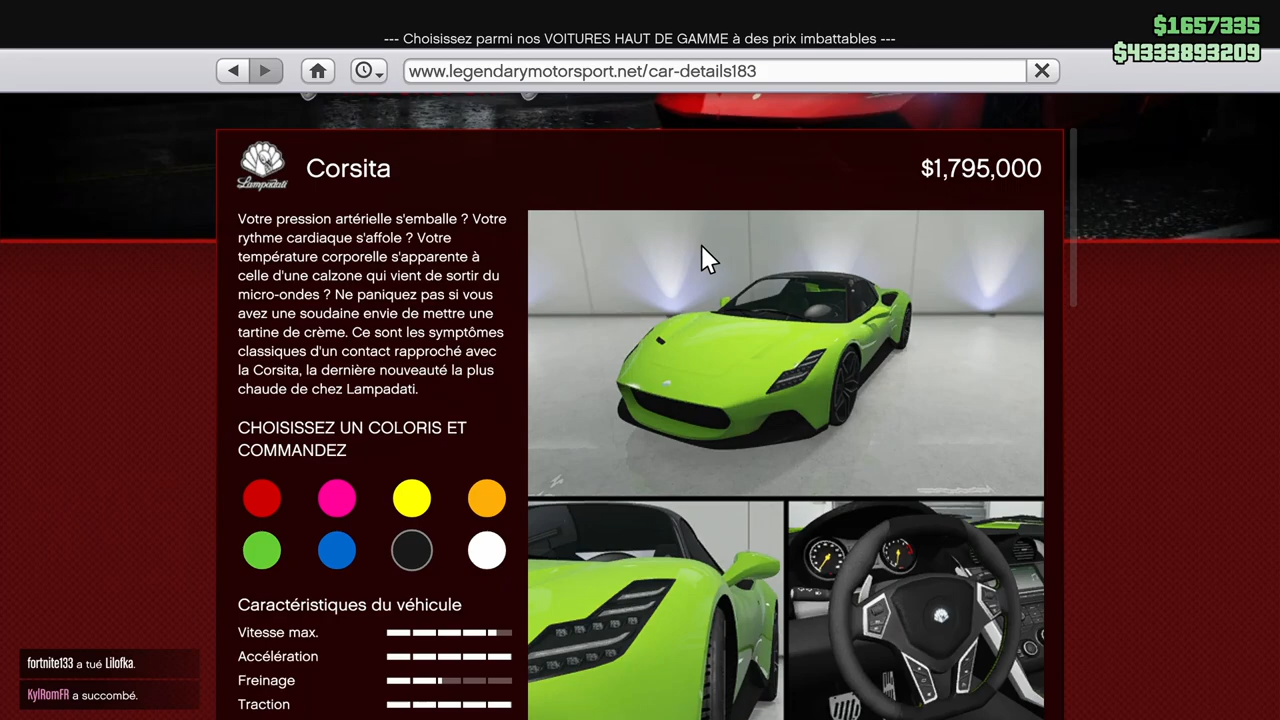 $1657335
--- Choisissez parmi nos VOITURES HAUT DE GAMME à des prix imbattables ---
$4333893209
www.legendarymotorsport.net/car-details183
Lampadati
Corsita
$1,795,000
Votre pression artérielle s'emballe ? Votre
rythme cardiaque s'affole ? Votre
température corporelle s'apparente à
celle d'une calzone qui vient de sortir du
micro-ondes ? Ne paniquez pas si vous
avez une soudaine envie de mettre une
tartine de crème. Ce sont les symptômes
classiques d'un contact rapproché avec
la Corsita, la dernière nouveauté la plus
chaude de chez Lampadati.
CHOISISSEZ UN COLORIS ET
COMMANDEZ
Caractéristiques du véhicule
Vitesse max.
Accélération
Freinage
Traction
fortnite133 a tué Lilofka.
KylRomFR a succombé.